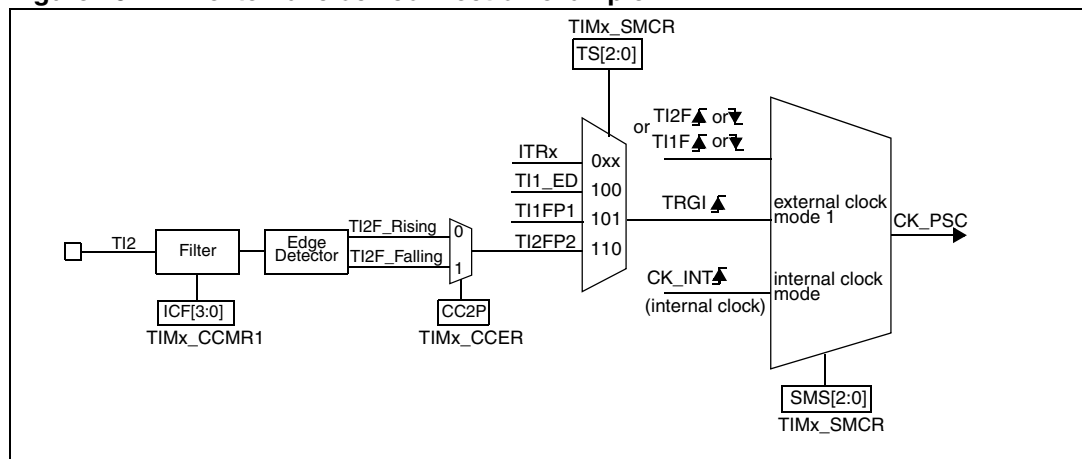 TIMx_SMCR
TS[2:0]
or TI2F or
TI1F or
ITRx
0xx
TI1_ED
100
TI1FP1
101
TI2FP2
110
TRGI
external clock
mode 1
CK_PSC
CK_INT
(internal clock)
internal clock
mode
TI2
Filter
Edge
Detector
TI2F_Rising
TI2F_Falling
0
1
ICF[3:0]
TIMx_CCMR1
CC2P
TIMx_CCER
SMS[2:0]
TIMx_SMCR